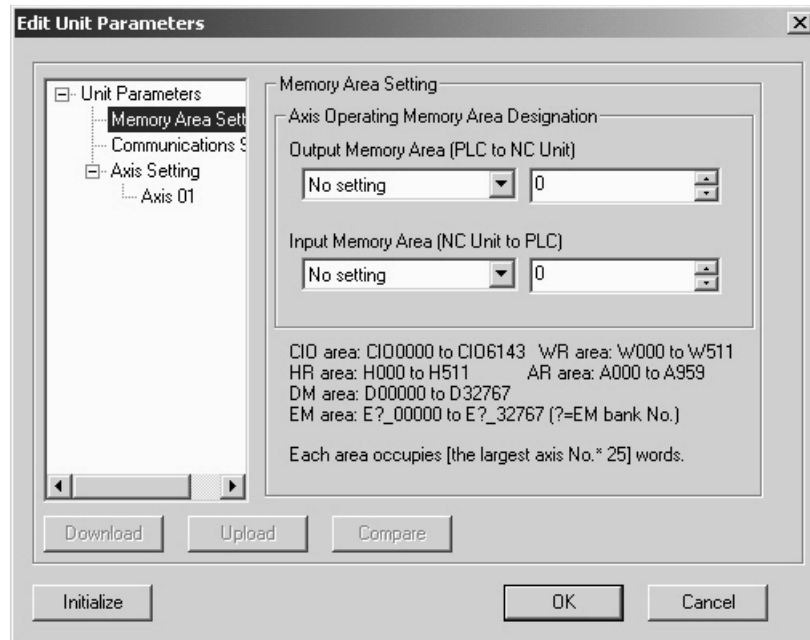 Edit Unit Parameters
Unit Parameters
Memory Area Sett
Communications S
Axis Setting
Axis 01
Memory Area Setting
Axis Operating Memory Area Designation
Output Memory Area (PLC to NC Unit)
No setting 0
Input Memory Area (NC Unit to PLC)
No setting 0
CIO area: CIO0000 to CIO6143 WR area: W000 to W511
HR area: H000 to H511 AR area: A000 to A959
DM area: D00000 to D32767
EM area: E?_00000 to E?_32767 (?=EM bank No.)
Each area occupies [the largest axis No.* 25] words.
Download Upload Compare
Initialize OK Cancel